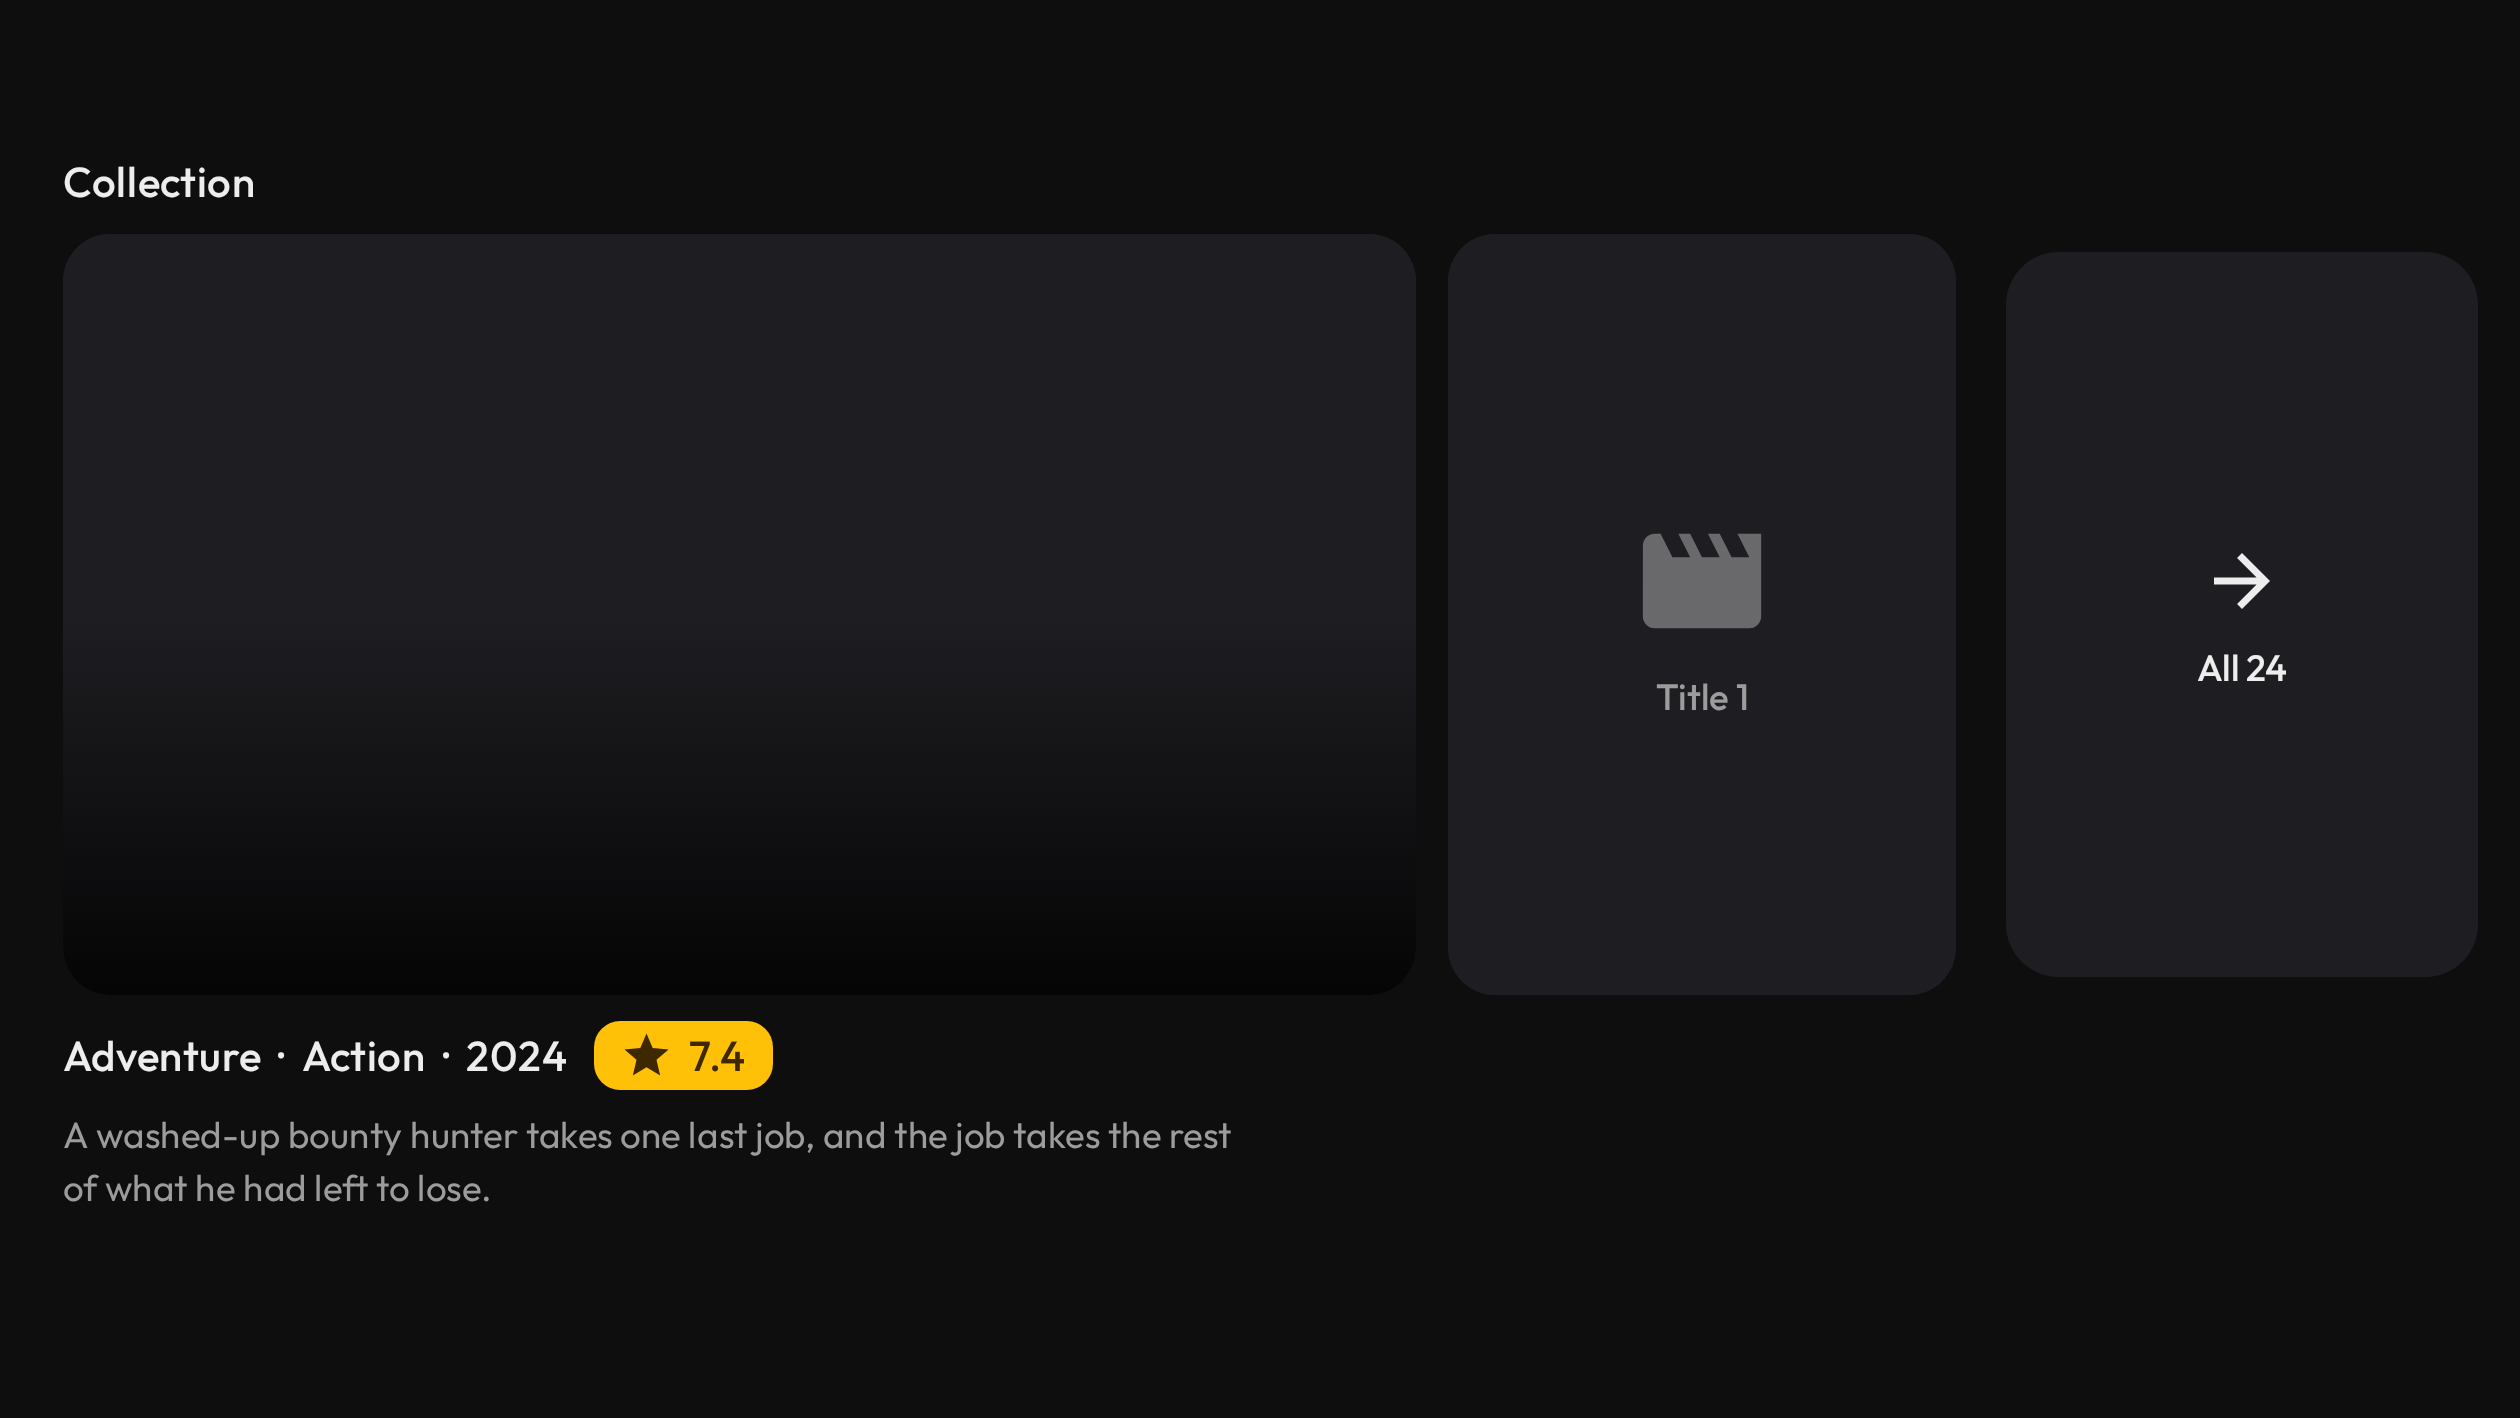 Collection
Title 1
All 24
Adventure · Action · 2024 7.4
A washed-up bounty hunter takes one last job, and the job takes the rest
of what he had left to lose.